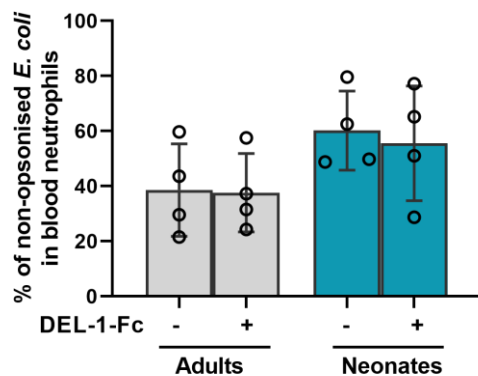 % of non-opsonised E. coli
in blood neutrophils
100
80
60
40
20
0
DEL-1-Fc - + - +
Adults Neonates